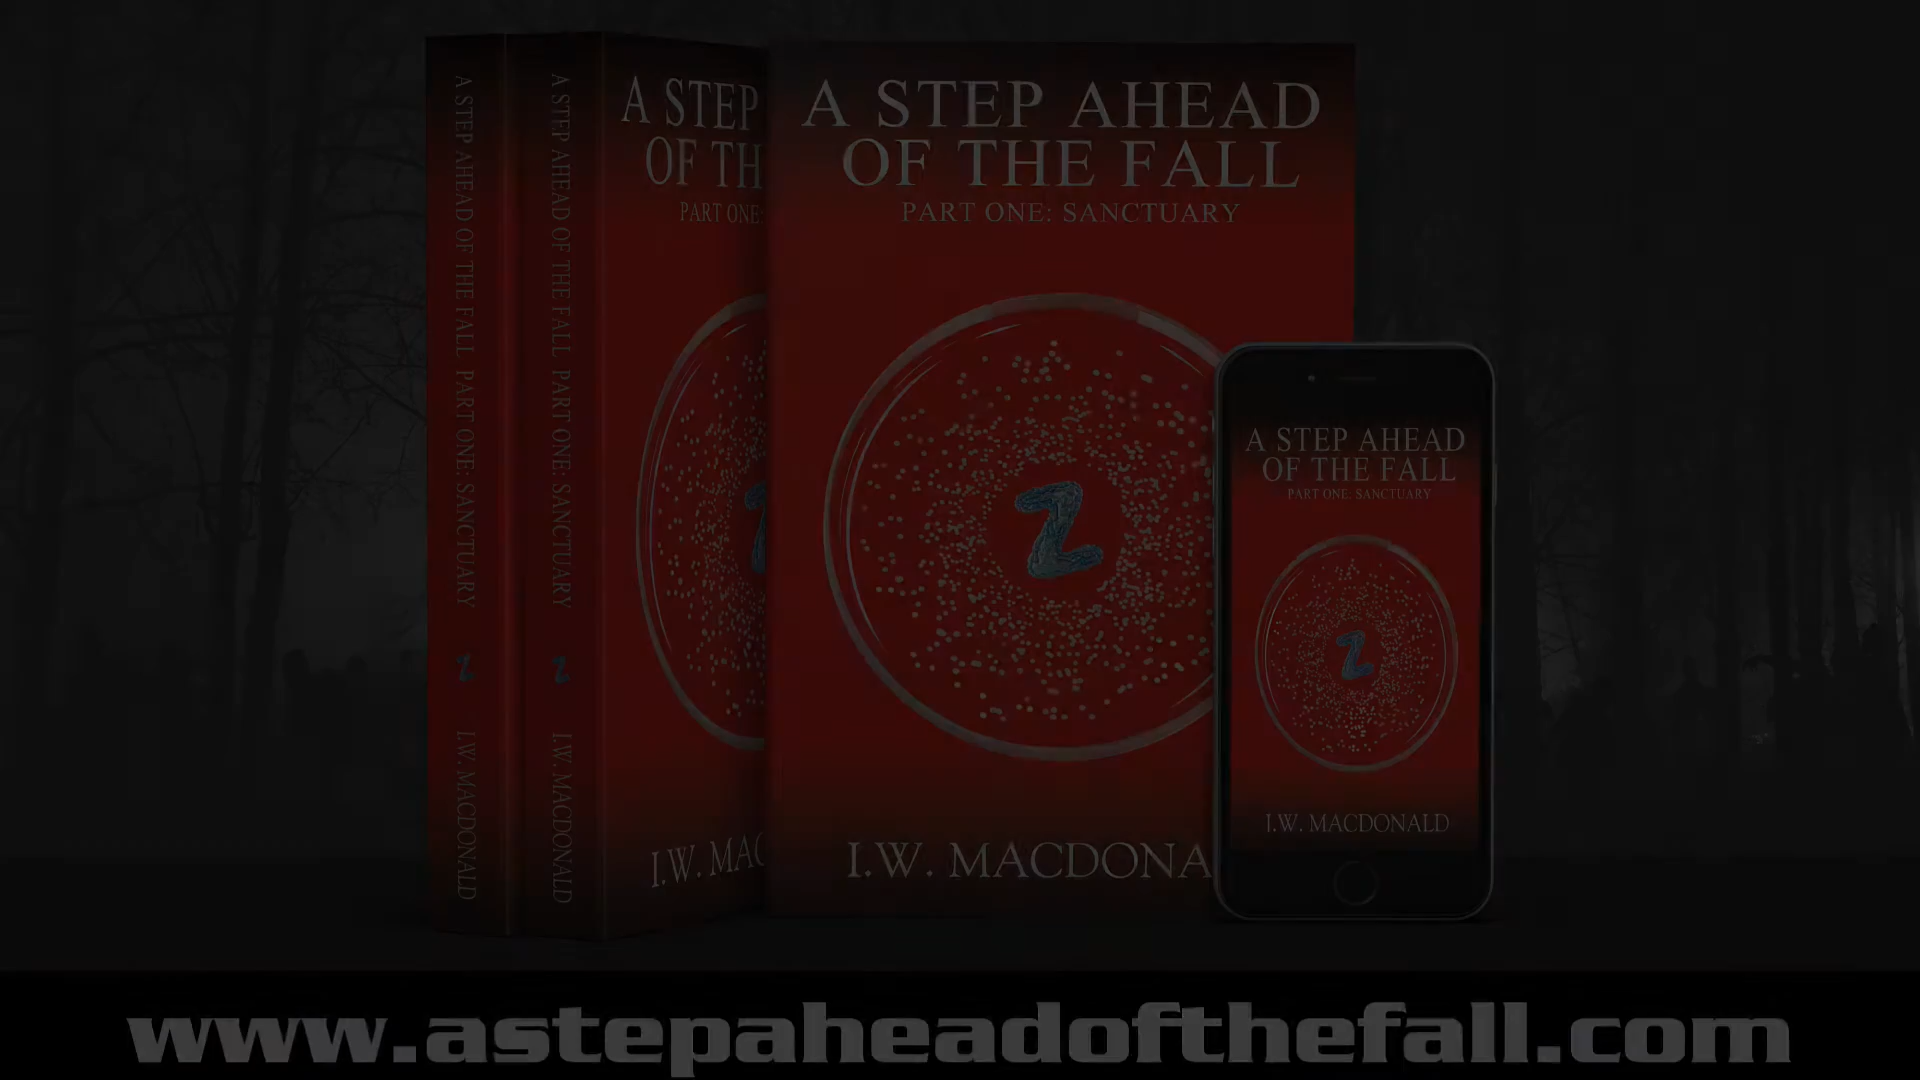 A STEP AHEAD OF THE FALL PART ONE: SANCTUARY
Z
I.W. MACDONALD
A STEP AHEAD OF THE FALL PART ONE: SANCTUARY
Z
I.W. MACDONALD
A STEP
OF TH
PART ONE:
I.W. MAC
A STEP AHEAD
OF THE FALL
PART ONE: SANCTUARY
Z
I.W. MACDONA
A STEP AHEAD
OF THE FALL
PART ONE: SANCTUARY
Z
I.W. MACDONALD
www.astepaheadofthefall.com